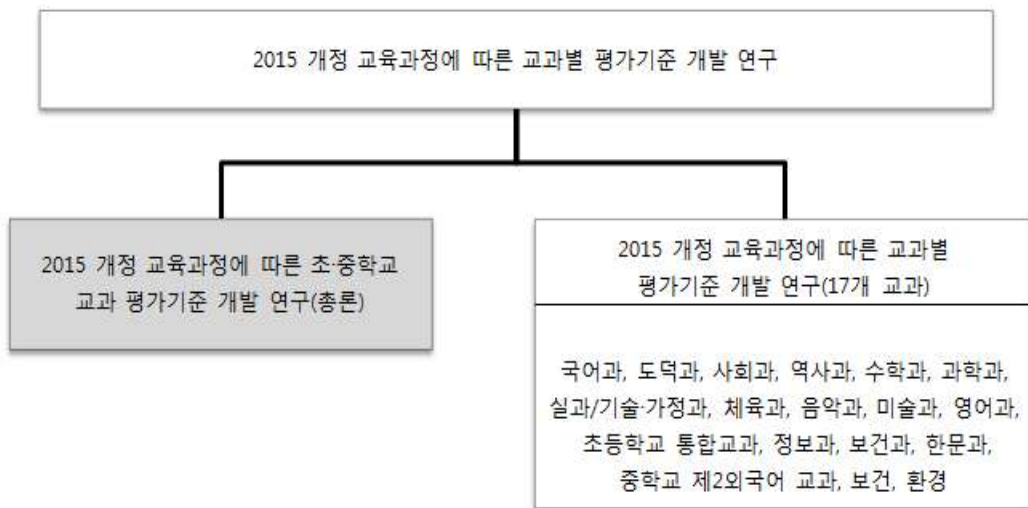 2015 개정 교육과정에 따른 교과별 평가기준 개발 연구
2015 개정 교육과정에 따른 초·중학교
교과 평가기준 개발 연구(총론)
2015 개정 교육과정에 따른 교과별
평가기준 개발 연구(17개 교과)
국어과, 도덕과, 사회과, 역사과, 수학과, 과학과,
실과/기술·가정과, 체육과, 음악과, 미술과, 영어과,
초등학교 통합교과, 정보과, 보건과, 한문과,
중학교 제2외국어 교과, 보건, 환경